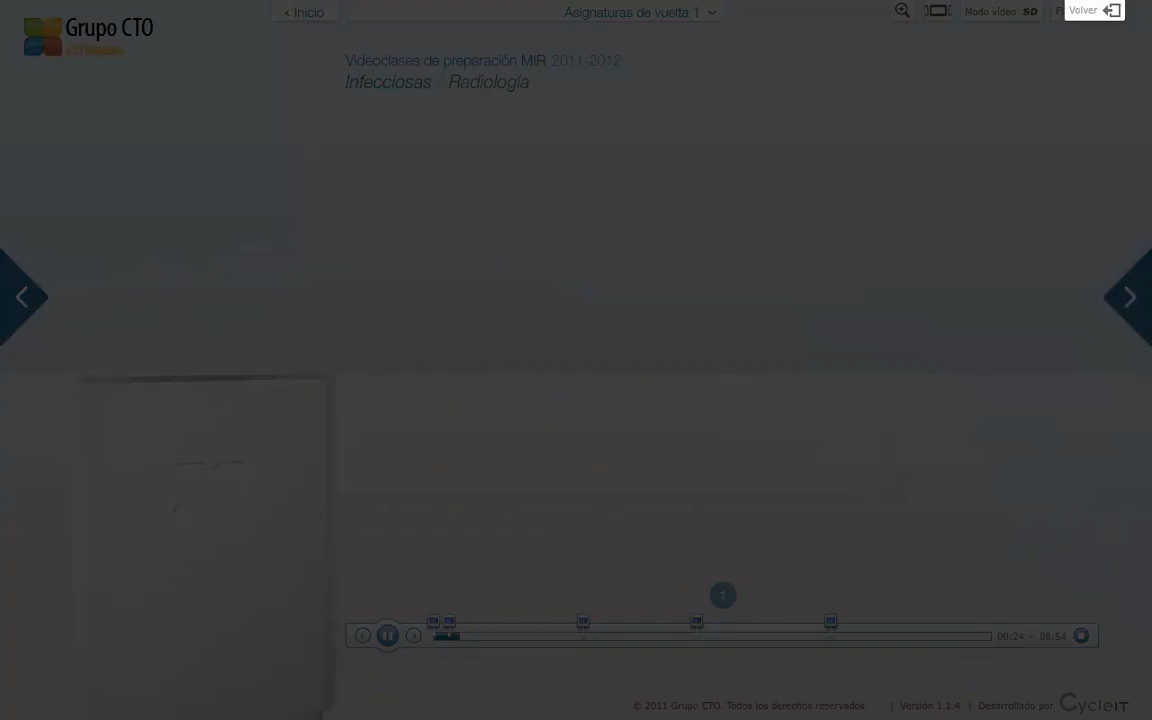 Grupo CTO
‹ Inicio
Asignaturas de vuelta 1
Modo vídeo SD
Volver
Videoclases de preparación MIR 2011-2012
Infecciosas / Radiología
1
00:24 - 08:54
© 2011 Grupo CTO. Todos los derechos reservados. | Versión 1.1.4 | Desarrollado por CycleIT